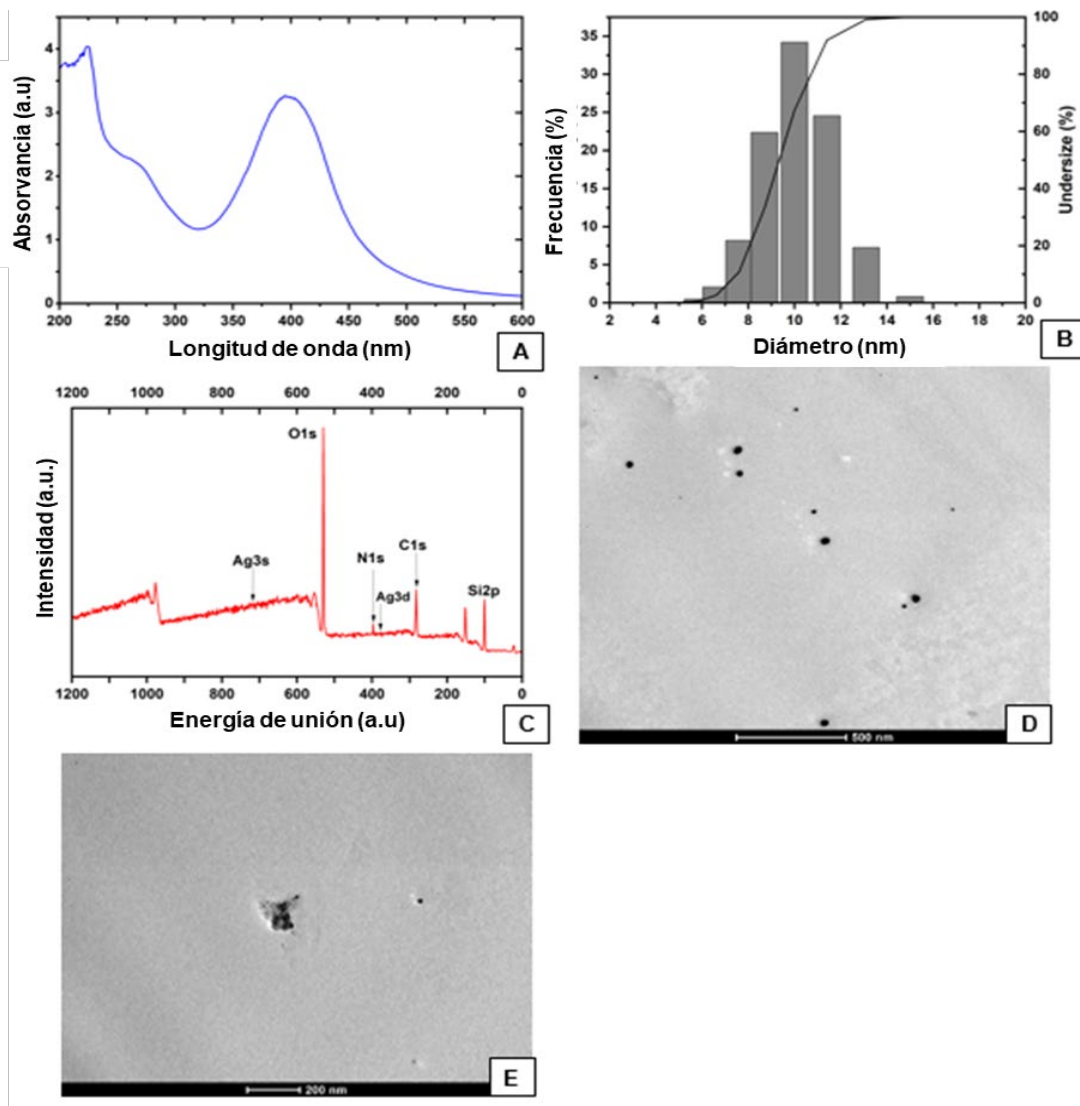 Absorvancia (a.u)
4
3
2
1
0
200 250 300 350 400 450 500 550 600
Longitud de onda (nm)
A
Frecuencia (%)
35
30
25
20
15
10
5
0
2 4 6 8 10 12 14 16 18 20
Diámetro (nm)
100
80
60
40
20
0
Undersize (%)
B
1200 1000 800 600 400 200 0
Intensidad (a.u.)
O1s
Ag3s
N1s
C1s
Ag3d
Si2p
1200 1000 800 600 400 200 0
Energía de unión (a.u)
C
500 nm
D
200 nm
E